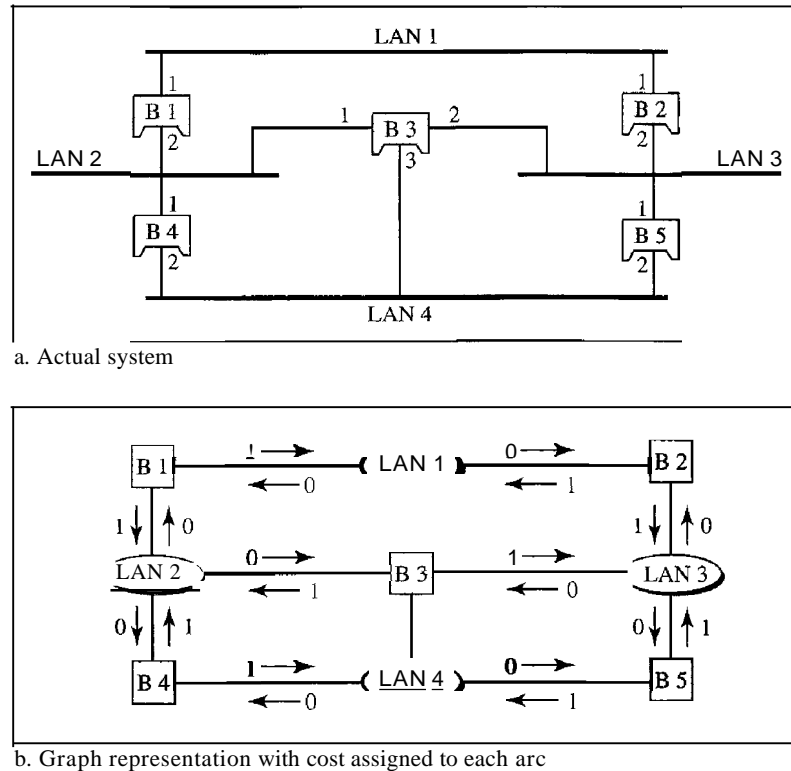 LAN 1
1 1
B 1 1 B 3 2 B 2
2 3 2
LAN 2 LAN 3
1 1
B 4 B 5
2 2
LAN 4
a. Actual system
B 1 1 LAN 1 0 B 2
0 1
1 0 1 0
LAN 2 0 B 3 1 LAN 3
1 0
0 1 0 1
B 4 1 LAN 4 0 B 5
0 1
b. Graph representation with cost assigned to each arc